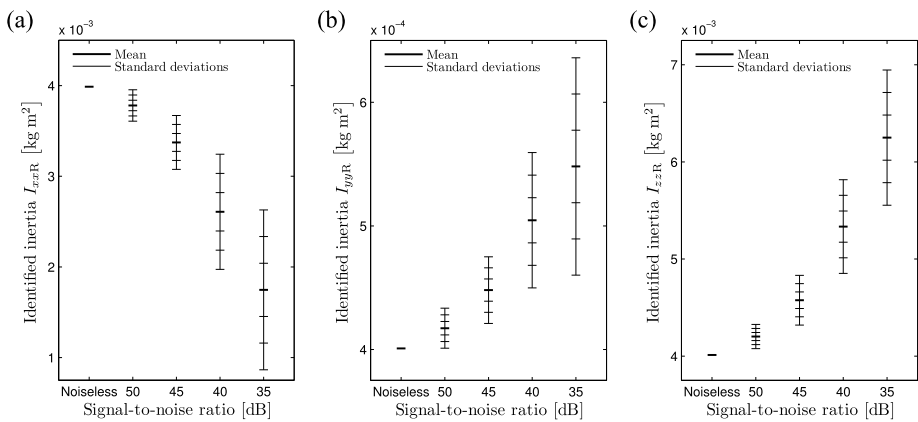 (a)
x 10⁻³
Mean
Standard deviations
4
3
2
1
Identified inertia IxxR [kg m²]
Noiseless 50 45 40 35
Signal-to-noise ratio [dB]
(b)
x 10⁻⁴
Mean
Standard deviations
6
5
4
Identified inertia IyyR [kg m²]
Noiseless 50 45 40 35
Signal-to-noise ratio [dB]
(c)
x 10⁻³
Mean
Standard deviations
7
6
5
4
Identified inertia IzzR [kg m²]
Noiseless 50 45 40 35
Signal-to-noise ratio [dB]